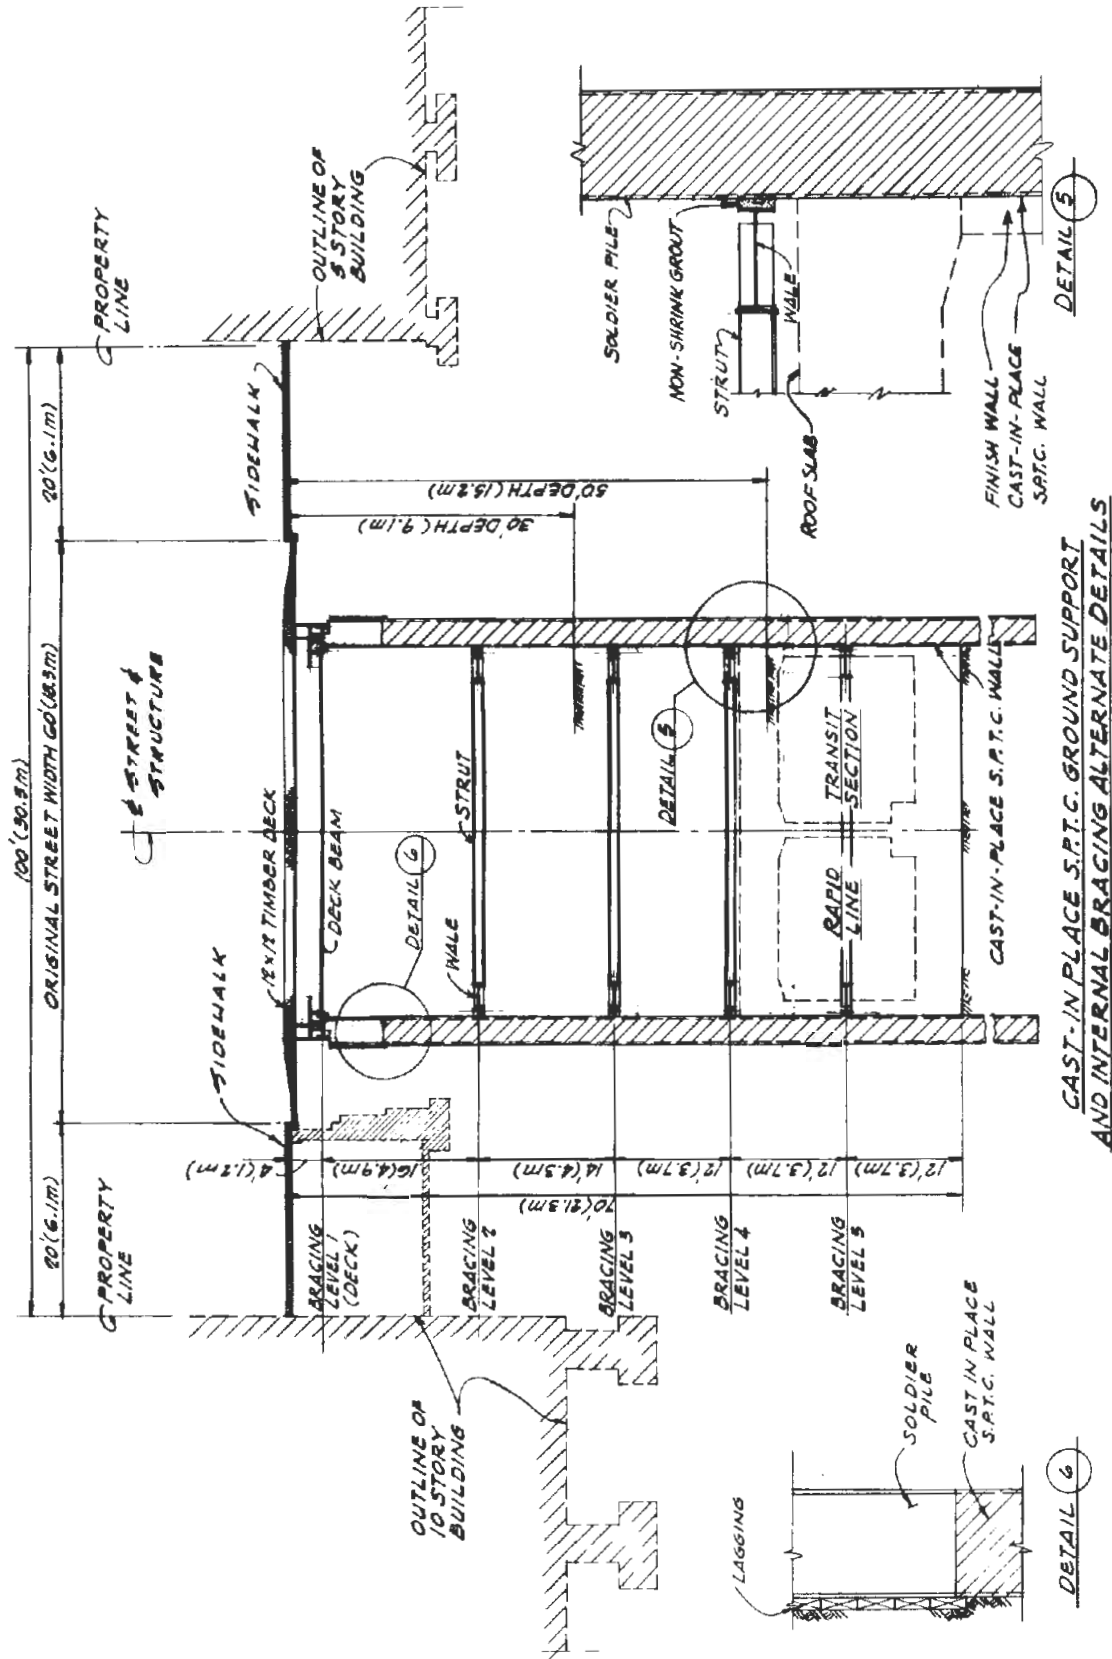 100'(30.5m)
20'(6.1m)
ORIGINAL STREET WIDTH 60'(18.3m)
20'(6.1m)
PROPERTY
LINE
℄ STREET &
STRUCTURE
PROPERTY
LINE
SIDEWALK
12x12 TIMBER DECK
SIDEWALK
OUTLINE OF
5 STORY
BUILDING
4'(1.2m)
16'(4.9m)
14'(4.3m)
12'(3.7m)
12'(3.7m)
12'(3.7m)
70'(21.3m)
30' DEPTH (9.1m)
50' DEPTH (15.2m)
BRACING
LEVEL 1
(DECK)
BRACING
LEVEL 2
BRACING
LEVEL 3
BRACING
LEVEL 4
BRACING
LEVEL 5
DECK BEAM
DETAIL 6
WALE
STRUT
DETAIL 5
RAPID TRANSIT
LINE SECTION
CAST-IN-PLACE S.P.T.C. WALLS
OUTLINE OF
10 STORY
BUILDING
LAGGING
SOLDIER
PILE
CAST IN PLACE
S.P.T.C. WALL
DETAIL 6
SOLDIER PILE
NON-SHRINK GROUT
STRUT
WALE
ROOF SLAB
FINISH WALL
CAST-IN-PLACE
S.P.T.C. WALL
DETAIL 5
CAST-IN PLACE S.P.T.C. GROUND SUPPORT
AND INTERNAL BRACING ALTERNATE DETAILS